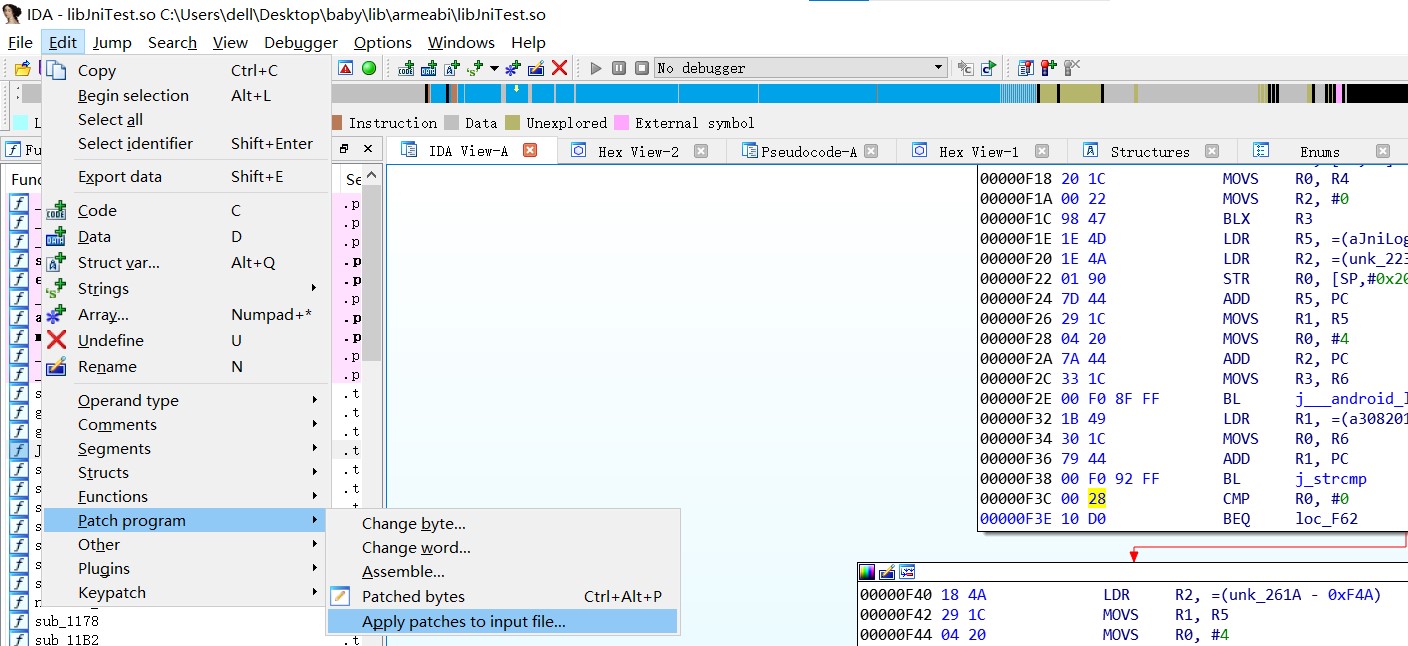 IDA - libJniTest.so C:\Users\dell\Desktop\baby\lib\armeabi\libJniTest.so
File Edit Jump Search View Debugger Options Windows Help
No debugger
Instruction Data Unexplored External symbol
IDA View-A Hex View-2 Pseudocode-A Hex View-1 Structures Enums
Copy Ctrl+C
Begin selection Alt+L
Select all
Select identifier Shift+Enter
Export data Shift+E
Code C
Data D
Struct var... Alt+Q
Strings
Array... Numpad+*
Undefine U
Rename N
Operand type
Comments
Segments
Structs
Functions
Patch program
Other
Plugins
Keypatch
sub_1178
sub_11B2
Change byte...
Change word...
Assemble...
Patched bytes Ctrl+Alt+P
Apply patches to input file...
00000F18 20 1C MOVS R0, R4
00000F1A 00 22 MOVS R2, #0
00000F1C 98 47 BLX R3
00000F1E 1E 4D LDR R5, =(aJniLog
00000F20 1E 4A LDR R2, =(unk_223
00000F22 01 90 STR R0, [SP,#0x20
00000F24 7D 44 ADD R5, PC
00000F26 29 1C MOVS R1, R5
00000F28 04 20 MOVS R0, #4
00000F2A 7A 44 ADD R2, PC
00000F2C 33 1C MOVS R3, R6
00000F2E 00 F0 8F FF BL j___android_l
00000F32 1B 49 LDR R1, =(a308201
00000F34 30 1C MOVS R0, R6
00000F36 79 44 ADD R1, PC
00000F38 00 F0 92 FF BL j_strcmp
00000F3C 00 28 CMP R0, #0
00000F3E 10 D0 BEQ loc_F62
00000F40 18 4A LDR R2, =(unk_261A - 0xF4A)
00000F42 29 1C MOVS R1, R5
00000F44 04 20 MOVS R0, #4